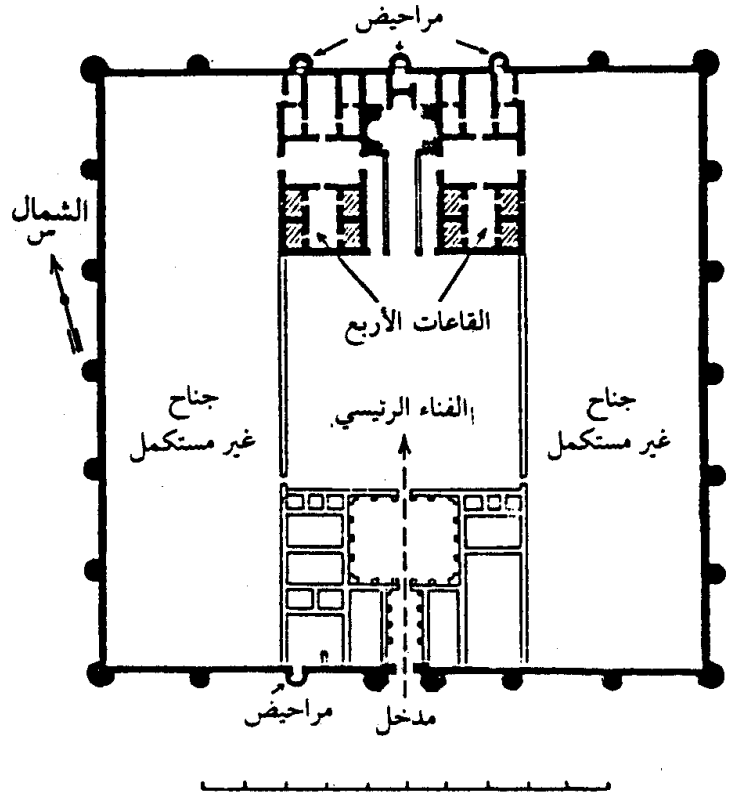 مراحيض
الشمال
س
القاعات الأربع
الفناء الرئيسي
جناح
غير مستكمل
جناح
غير مستكمل
مراحيض
مدخل